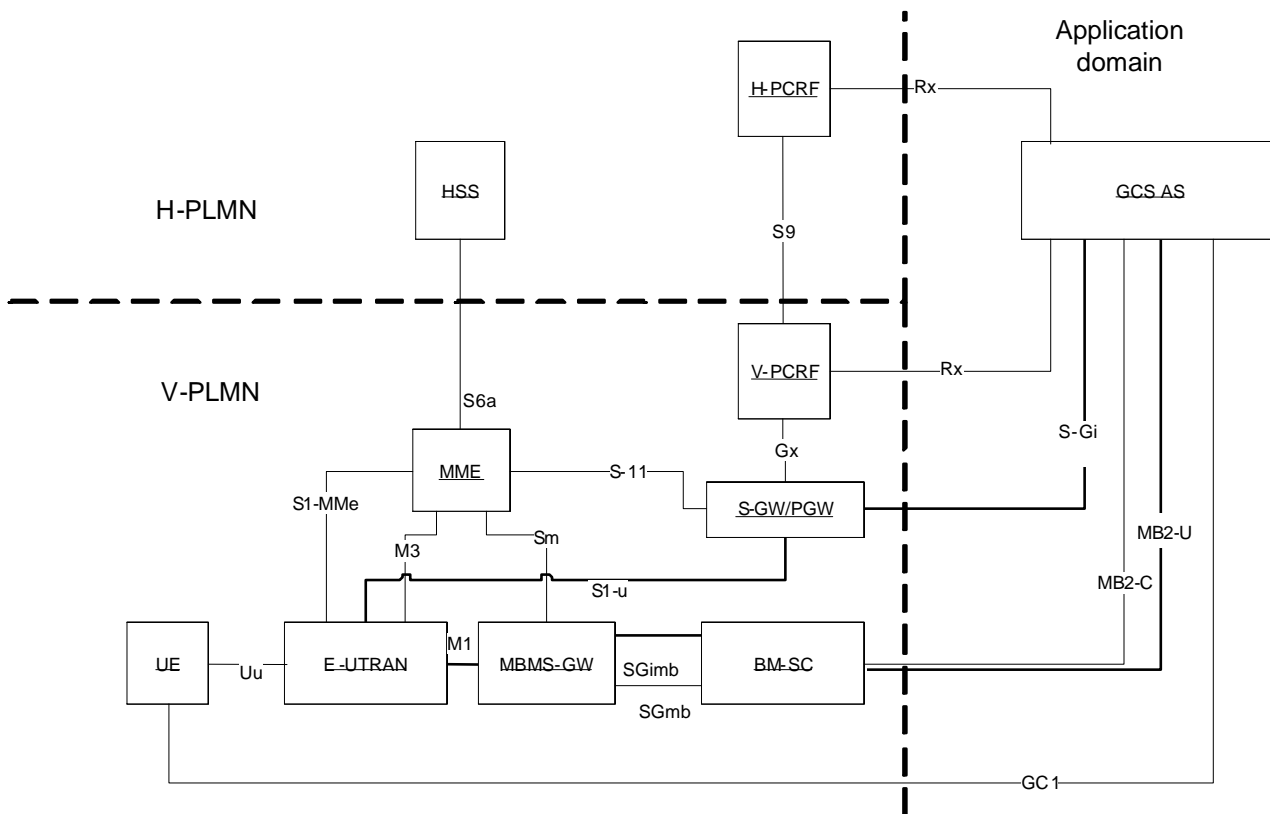 Application
domain
H-PCRF
Rx
HSS
GCS AS
H-PLMN
S9
V-PCRF
Rx
V-PLMN
S6a
S-Gi
Gx
MME
S-11
S1-MMe
S-GW/PGW
MB2-U
Sm
M3
MB2-C
S1-u
M1
UE
E-UTRAN
MBMS-GW
BM-SC
Uu
SGimb
SGmb
GC1